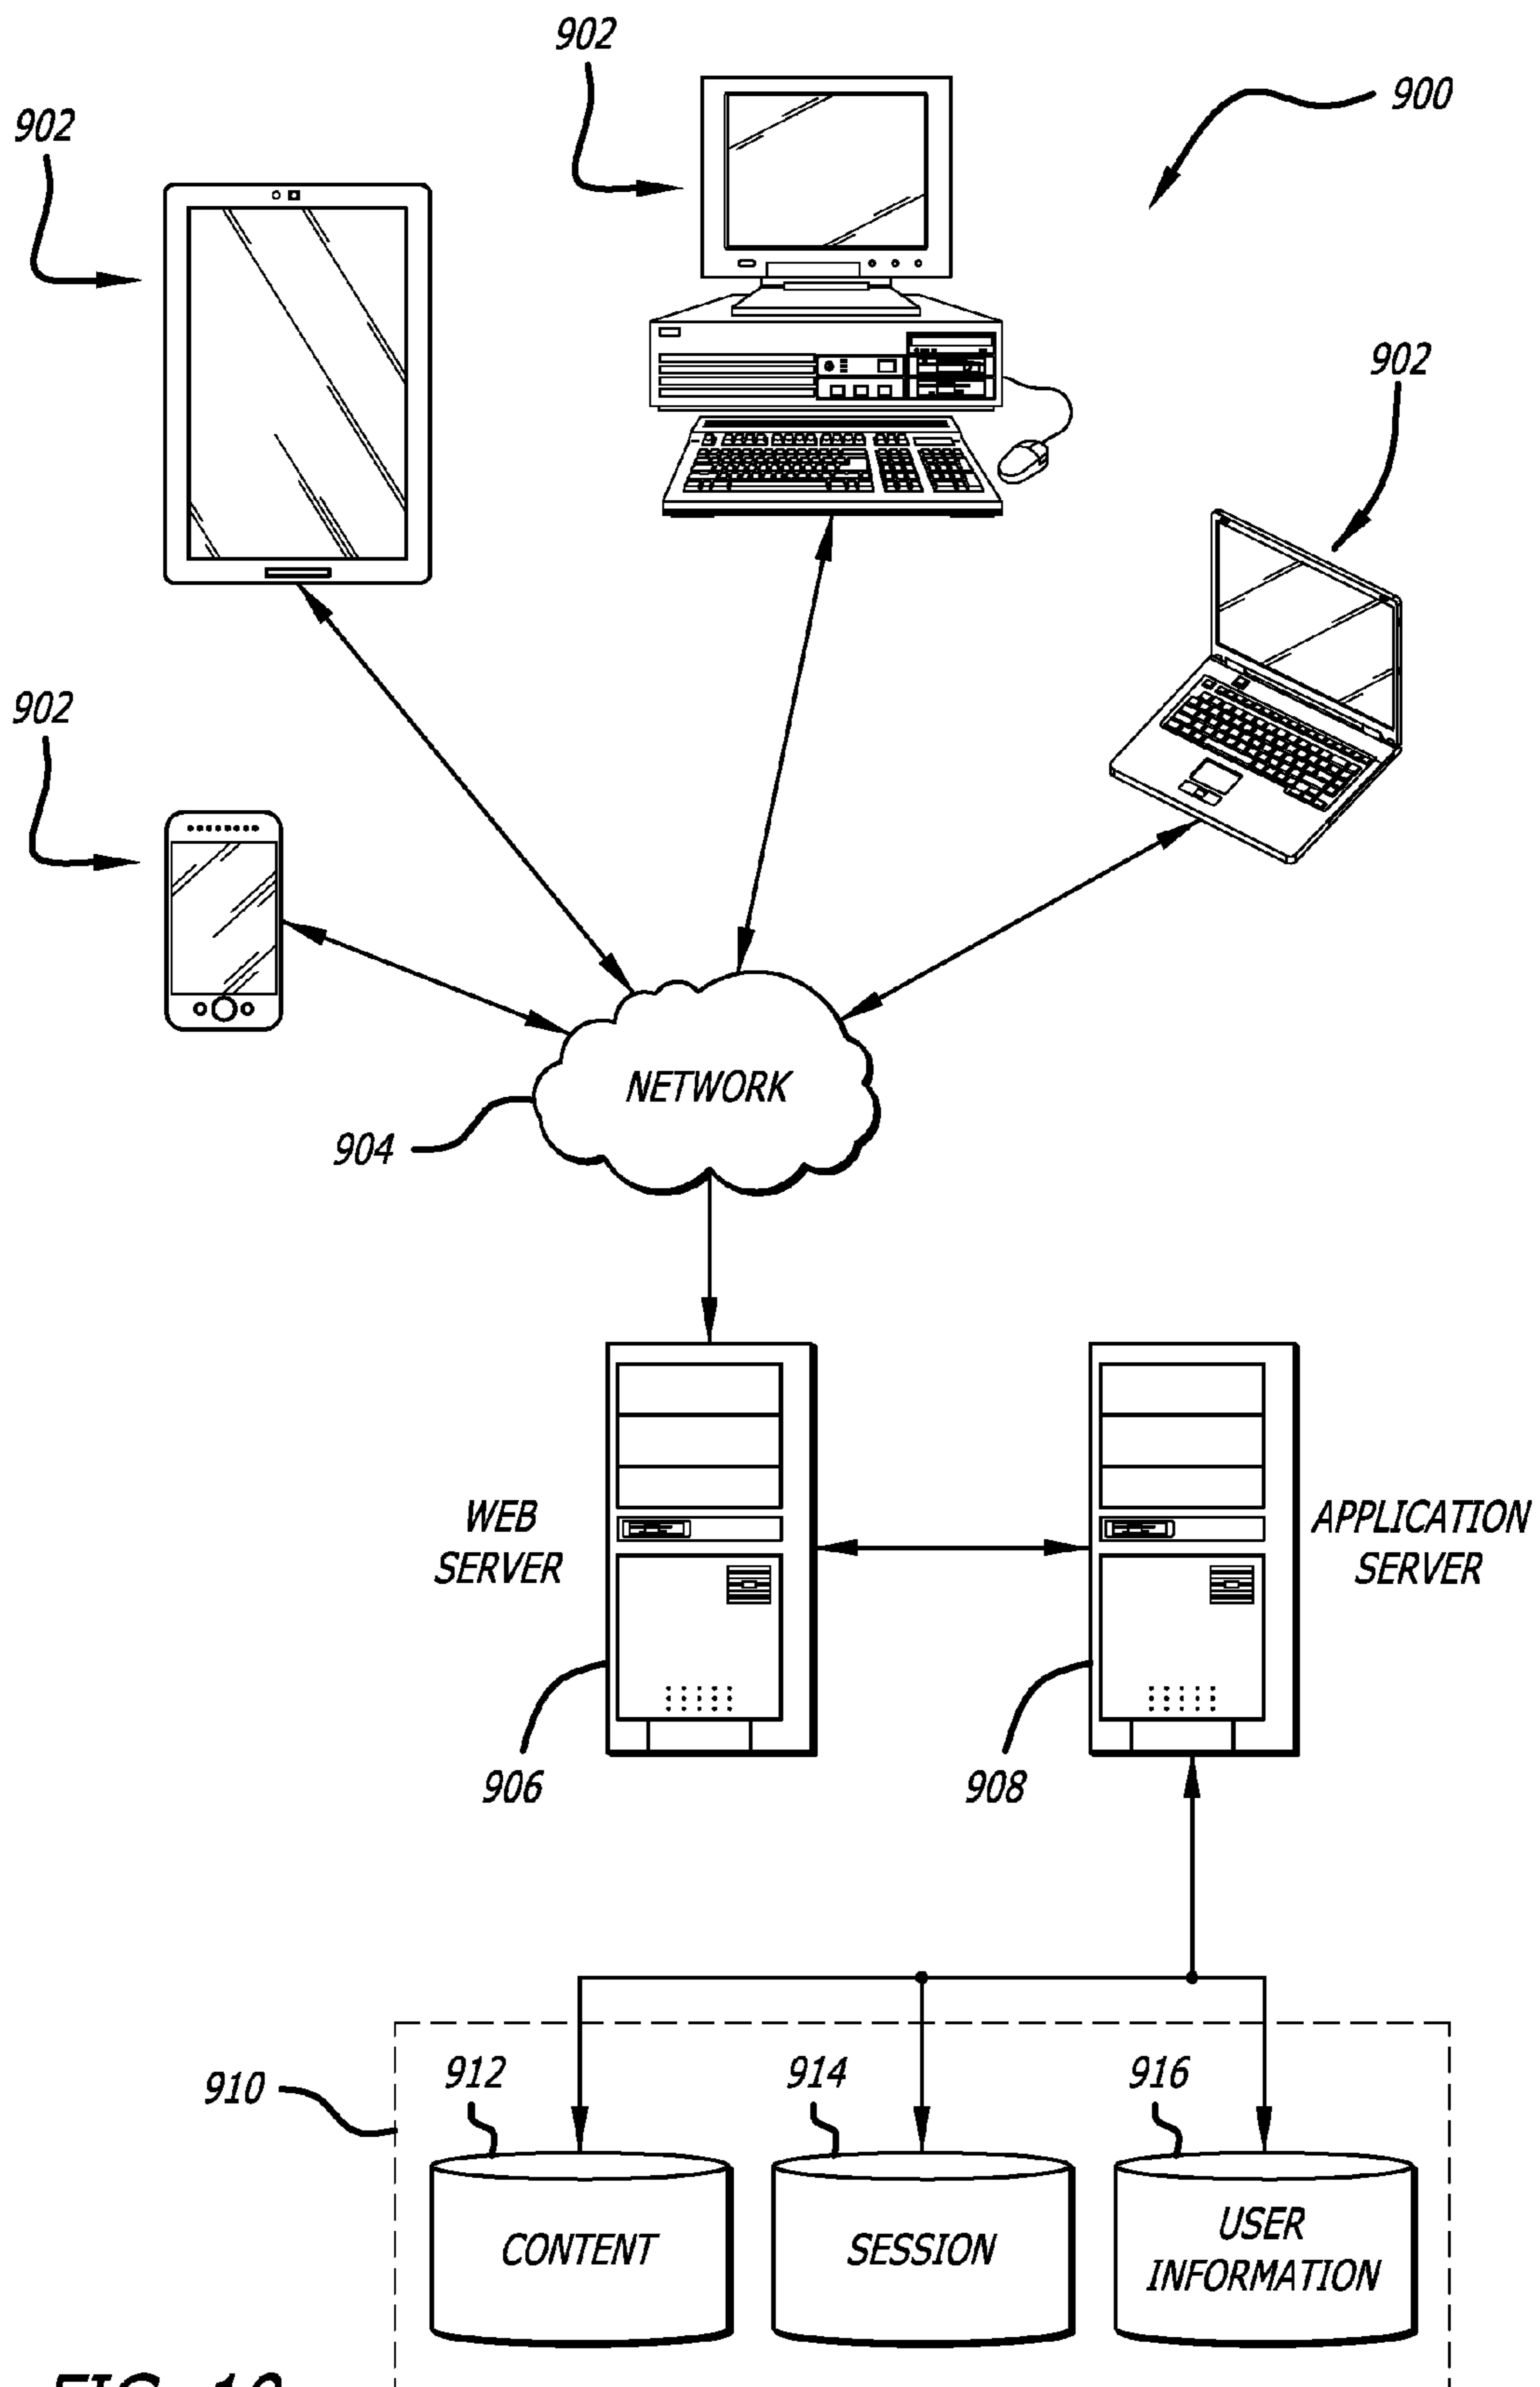 902
900
902
902
902
NETWORK
904
WEB
SERVER
APPLICATION
SERVER
906
908
910
912
914
916
CONTENT
SESSION
USER
INFORMATION